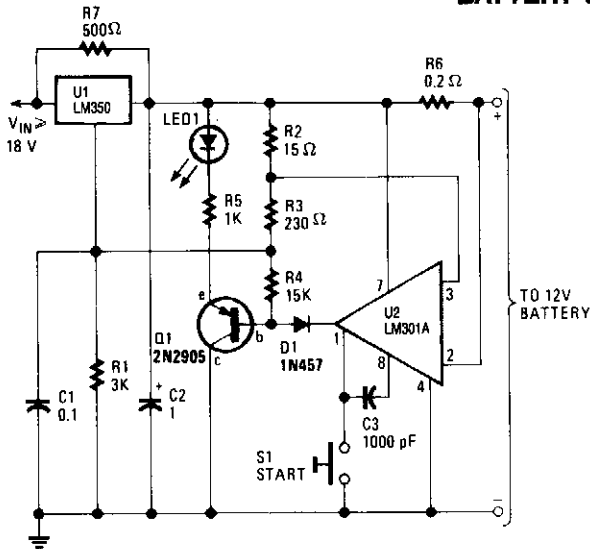 R7
500Ω
U1
LM350
VIN ≥
18 V
LED1
R2
15 Ω
R6
0.2 Ω
+
R5
1K
R3
230 Ω
R4
15K
7
3
U2
LM301A
TO 12V
BATTERY
e
b
c
Q1
2N2905
D1
1N457
1
8
4
2
R1
3K
C1
0.1
+
C2
1
C3
1000 pF
S1
START
−